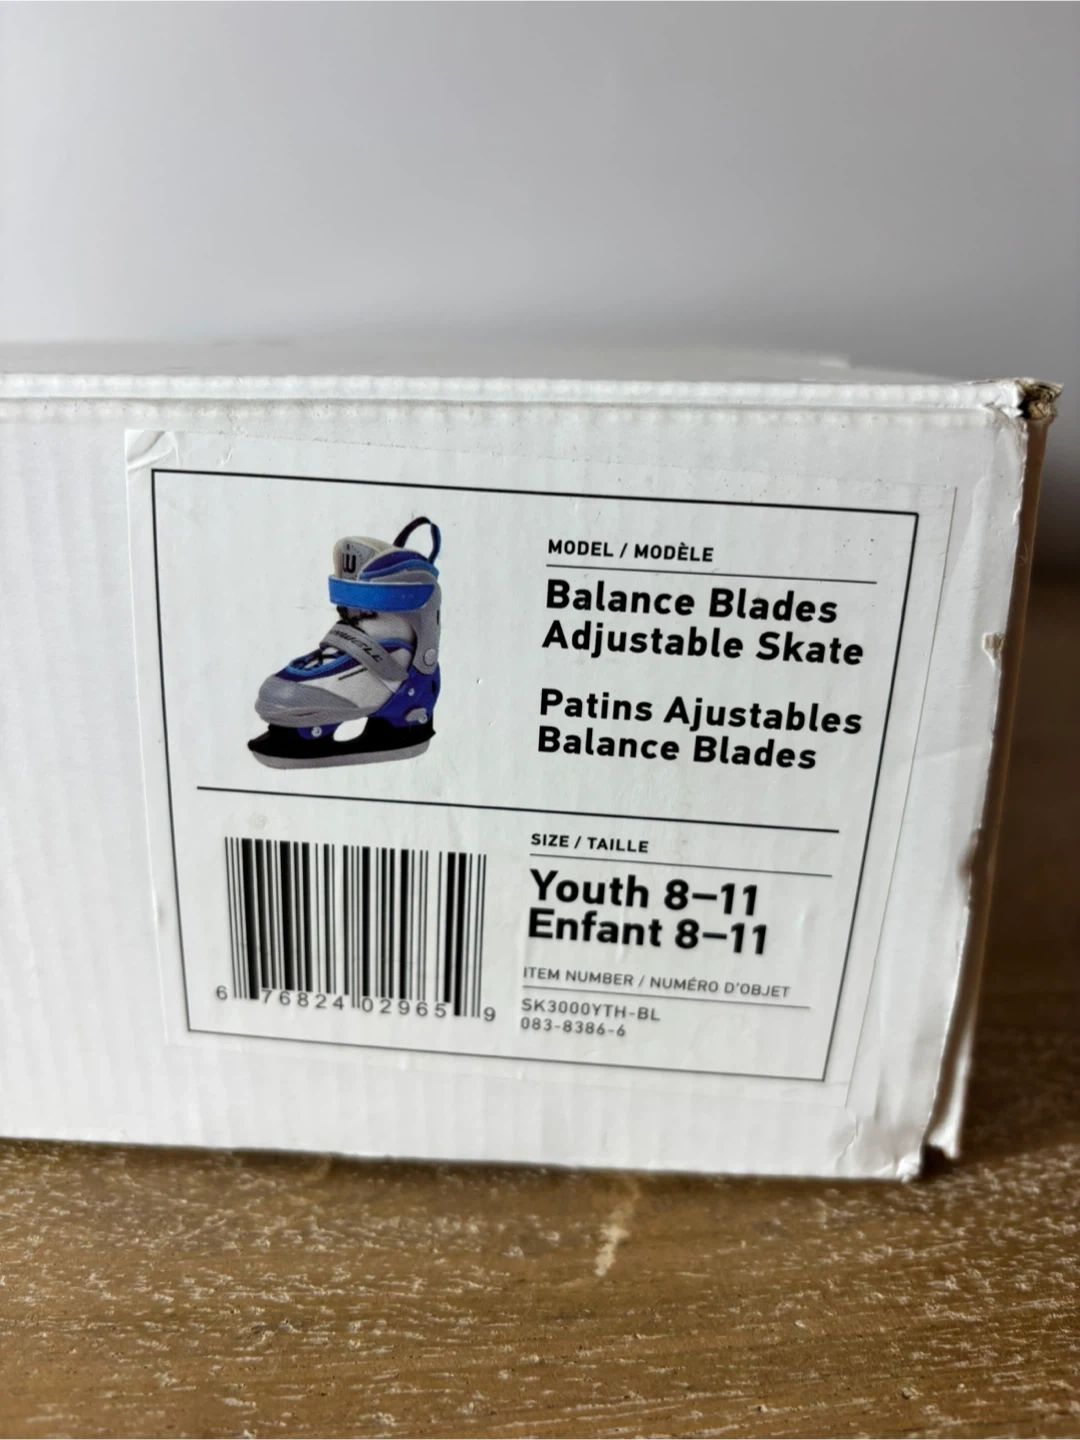 MODEL / MODÈLE
Balance Blades
Adjustable Skate
Patins Ajustables
Balance Blades
SIZE / TAILLE
Youth 8–11
Enfant 8–11
ITEM NUMBER / NUMÉRO D'OBJET
SK3000YTH-BL
083-8386-6
6 76824 02965 9
W